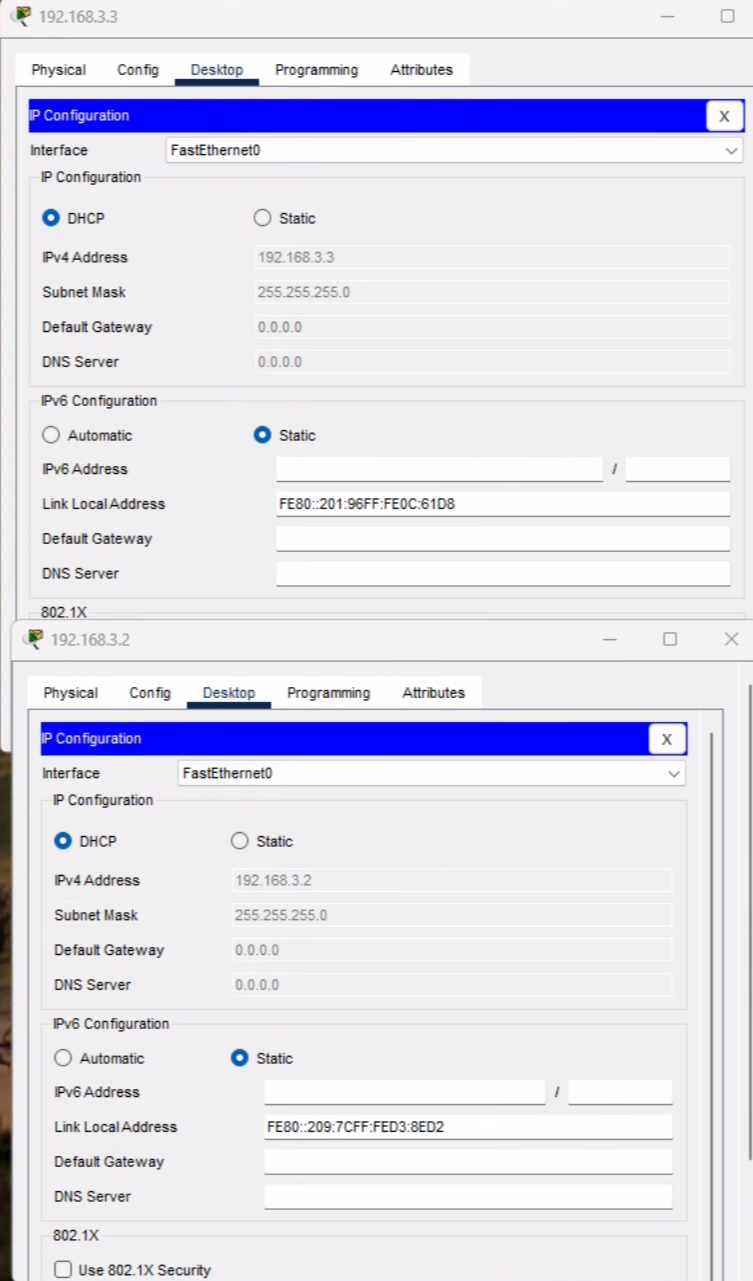 192.168.3.3
Physical Config Desktop Programming Attributes
IP Configuration X
Interface FastEthernet0
IP Configuration
DHCP Static
IPv4 Address 192.168.3.3
Subnet Mask 255.255.255.0
Default Gateway 0.0.0.0
DNS Server 0.0.0.0
IPv6 Configuration
Automatic Static
IPv6 Address /
Link Local Address FE80::201:96FF:FE0C:61D8
Default Gateway
DNS Server
802.1X
192.168.3.2
Physical Config Desktop Programming Attributes
IP Configuration X
Interface FastEthernet0
IP Configuration
DHCP Static
IPv4 Address 192.168.3.2
Subnet Mask 255.255.255.0
Default Gateway 0.0.0.0
DNS Server 0.0.0.0
IPv6 Configuration
Automatic Static
IPv6 Address /
Link Local Address FE80::209:7CFF:FED3:8ED2
Default Gateway
DNS Server
802.1X
Use 802.1X Security